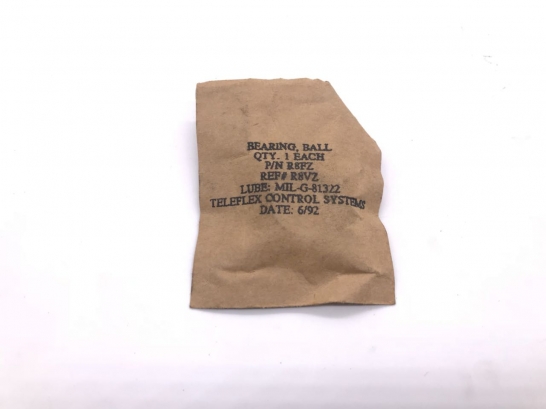 BEARING, BALL
QTY. 1 EACH
P/N R8FZ
REF# R8VZ
LUBE: MIL-G-81322
TELEFLEX CONTROL SYSTEMS
DATE: 6/92